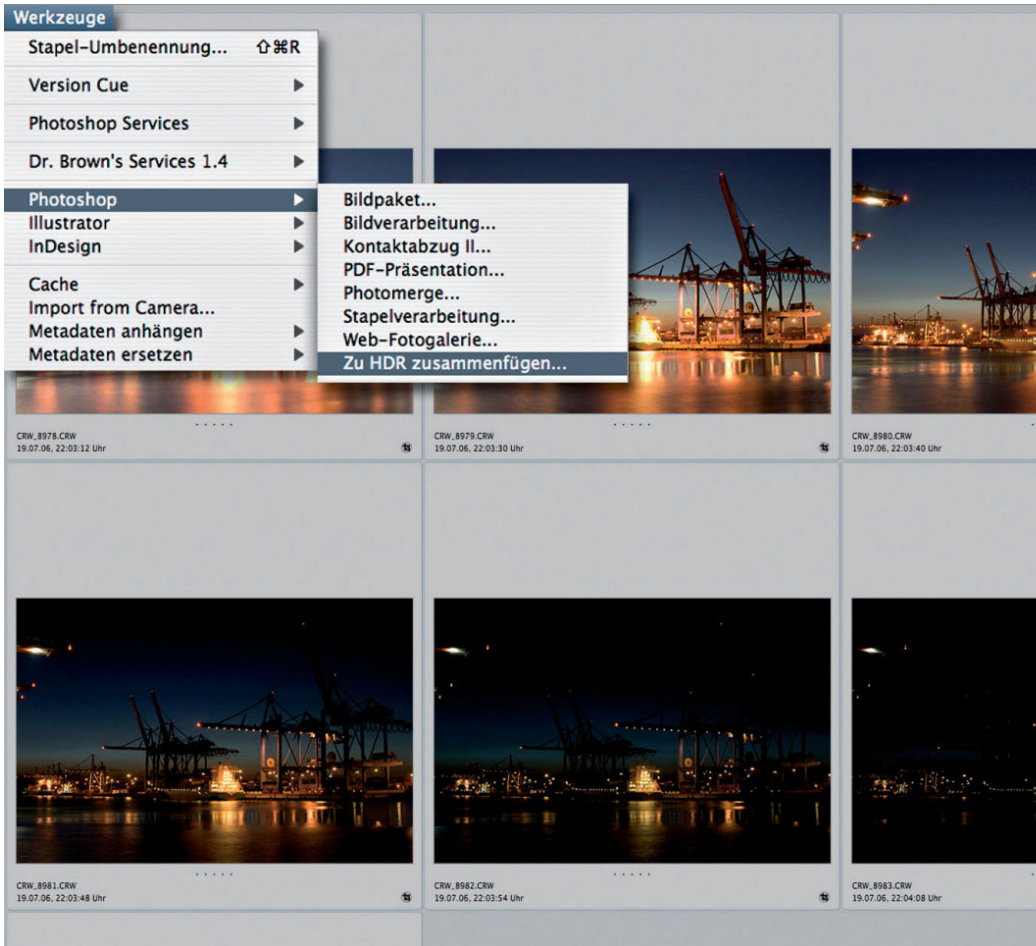 Werkzeuge
Stapel-Umbenennung... ⇧⌘R
Version Cue
Photoshop Services
Dr. Brown's Services 1.4
Photoshop
Illustrator
InDesign
Cache
Import from Camera...
Metadaten anhängen
Metadaten ersetzen
Bildpaket...
Bildverarbeitung...
Kontaktabzug II...
PDF-Präsentation...
Photomerge...
Stapelverarbeitung...
Web-Fotogalerie...
Zu HDR zusammenfügen...
CRW_8978.CRW
19.07.06, 22:03:12 Uhr
CRW_8979.CRW
19.07.06, 22:03:30 Uhr
CRW_8980.CRW
19.07.06, 22:03:40 Uhr
CRW_8981.CRW
19.07.06, 22:03:48 Uhr
CRW_8982.CRW
19.07.06, 22:03:54 Uhr
CRW_8983.CRW
19.07.06, 22:04:08 Uhr